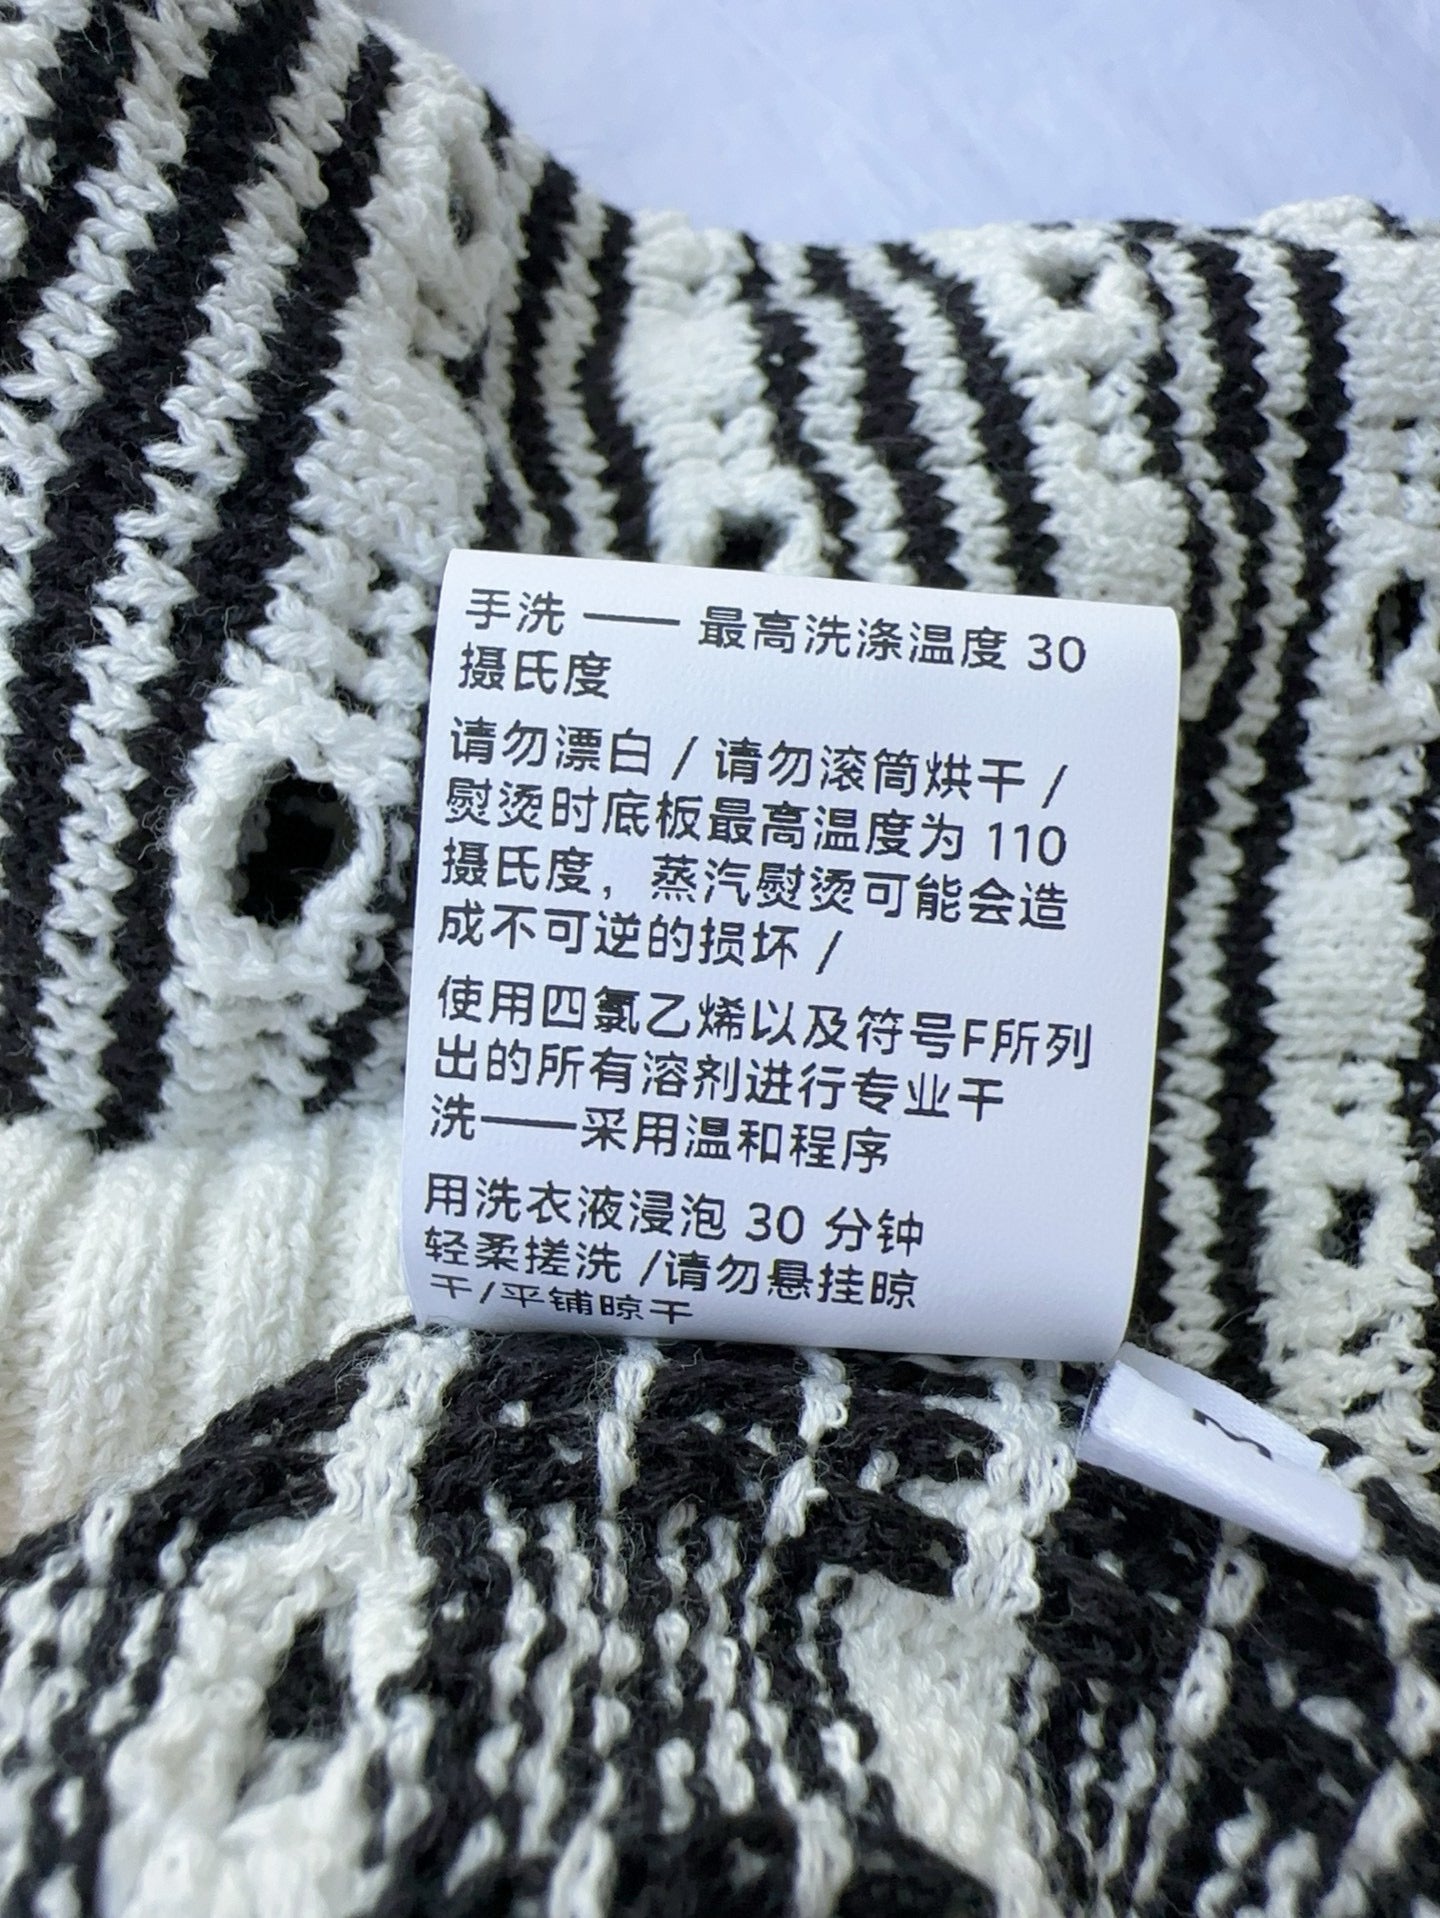 手洗 —— 最高洗涤温度 30
摄氏度
请勿漂白 / 请勿滚筒烘干 /
熨烫时底板最高温度为 110
摄氏度，蒸汽熨烫可能会造
成不可逆的损坏 /
使用四氯乙烯以及符号F所列
出的所有溶剂进行专业干
洗——采用温和程序
用洗衣液浸泡 30 分钟
轻柔搓洗 /请勿悬挂晾
干/平铺晾干
S